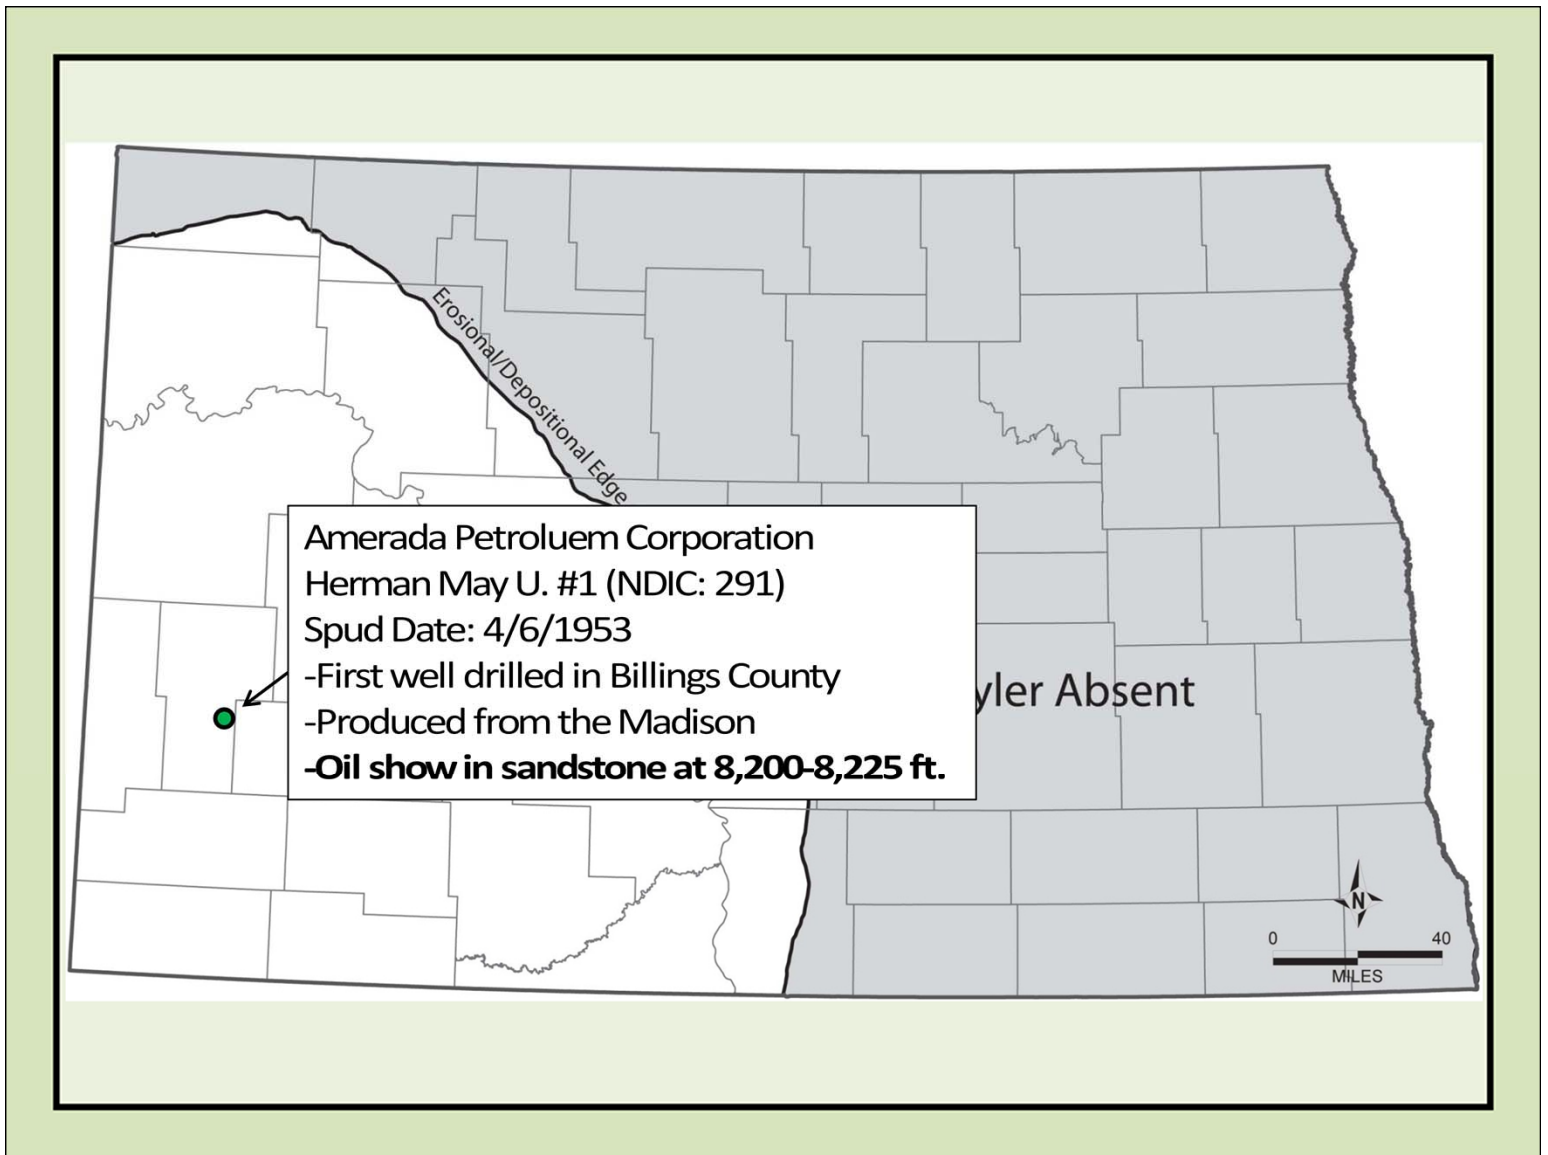 Erosional/Depositional Edge
Amerada Petroluem Corporation
Herman May U. #1 (NDIC: 291)
Spud Date: 4/6/1953
-First well drilled in Billings County
-Produced from the Madison
-Oil show in sandstone at 8,200-8,225 ft.
yler Absent
N
0 40
MILES